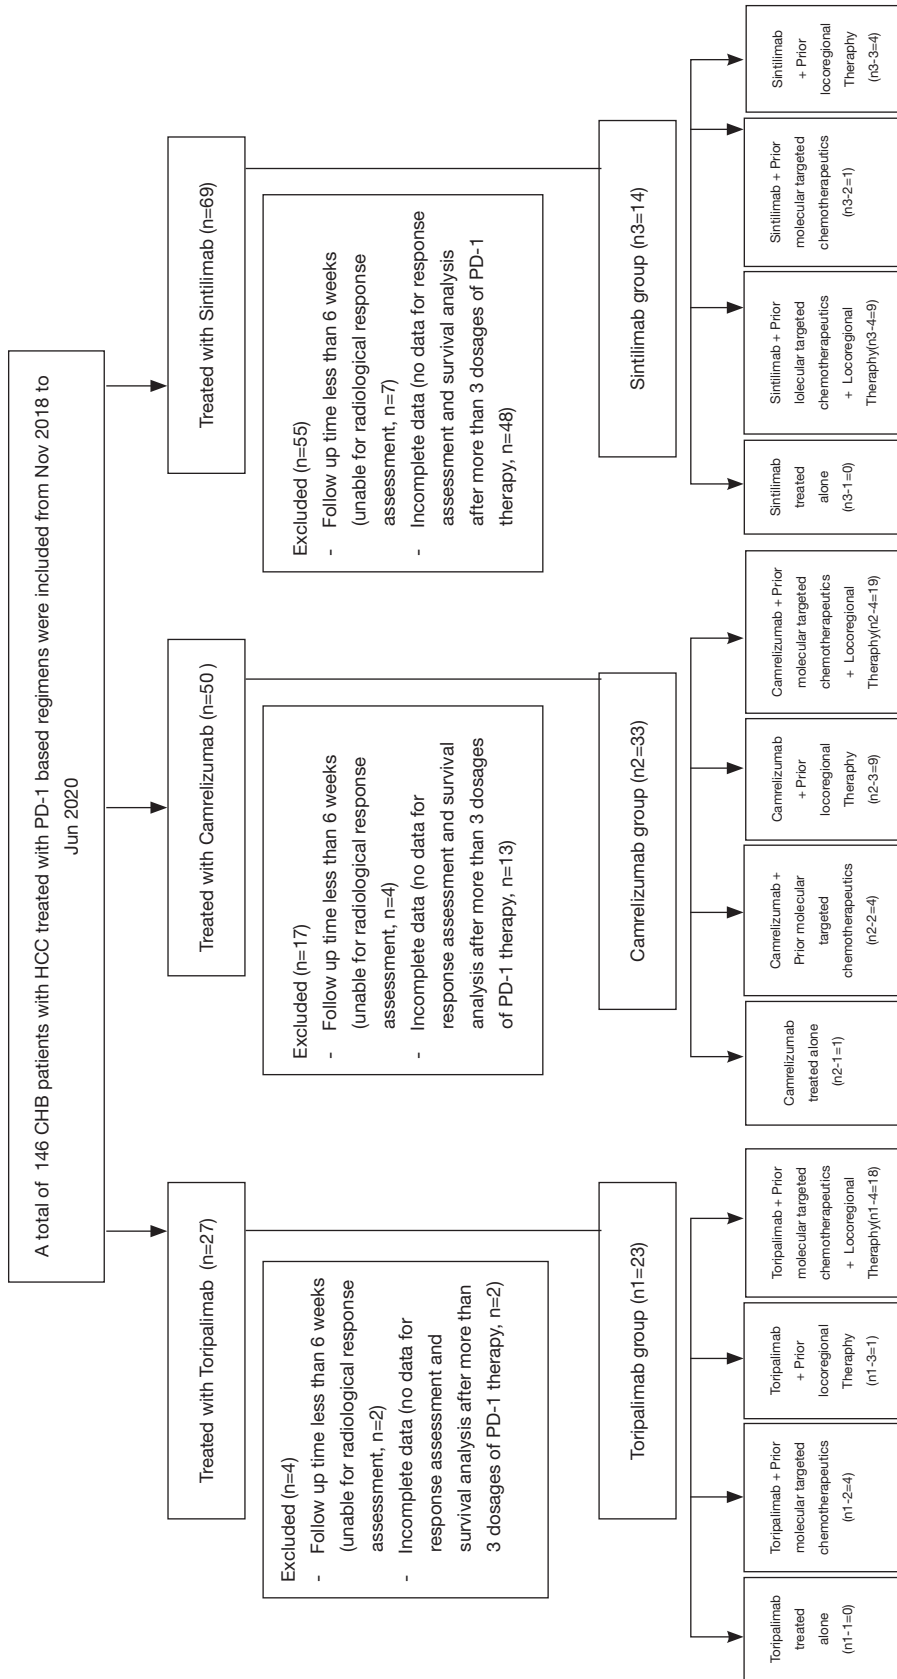 A total of 146 CHB patients with HCC treated with PD-1 based regimens were included from Nov 2018 to
Jun 2020
Treated with Toripalimab (n=27)
Treated with Camrelizumab (n=50 )
Treated with Sintilimab (n=69)
Excluded (n=4)
- Follow up time less than 6 weeks
(unable for radiological response
assessment, n=2)
- Incomplete data (no data for
response assessment and
survival analysis after more than
3 dosages of PD-1 therapy, n=2)
Excluded (n=17)
- Follow up time less than 6 weeks
(unable for radiological response
assessment, n=4)
- Incomplete data (no data for
response assessment and survival
analysis after more than 3 dosages
of PD-1 therapy, n=13)
Excluded (n=55)
- Follow up time less than 6 weeks
(unable for radiological response
assessment, n=7)
- Incomplete data (no data for response
assessment and survival analysis
after more than 3 dosages of PD-1
therapy, n=48)
Toripalimab group (n1=23)
Camrelizumab group (n2=33)
Sintilimab group (n3=14)
Toripalimab
treated
alone
(n1-1=0)
Toripalimab + Prior
molecular targeted
chemotherapeutics
(n1-2=4)
Toripalimab
+ Prior
locoregional
Theraphy
(n1-3=1)
Toripalimab + Prior
molecular targeted
chemotherapeutics
+ Locoregional
Theraphy(n1-4=18)
Camrelizumab
treated alone
(n2-1=1)
Camrelizumab +
Prior molecular
targeted
chemotherapeutics
(n2-2=4)
Camrelizumab
+ Prior
locoregional
Theraphy
(n2-3=9)
Camrelizumab + Prior
molecular targeted
chemotherapeutics
+ Locoregional
Theraphy(n2-4=19)
Sintilimab
treated
alone
(n3-1=0)
Sintilimab + Prior
lolecular targeted
chemotherapeutics
+ Locoregional
Theraphy(n3-4=9)
Sintilimab + Prior
molecular targeted
chemotherapeutics
(n3-2=1)
Sintilimab
+ Prior
locoregional
Theraphy
(n3-3=4)